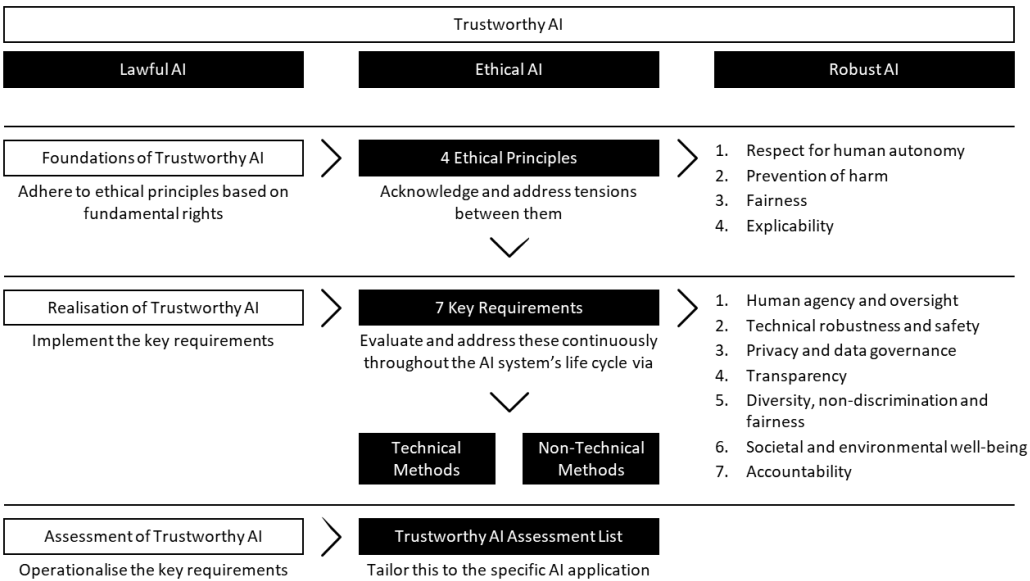 Trustworthy AI
Lawful AI
Ethical AI
Robust AI
Foundations of Trustworthy AI
Adhere to ethical principles based on
fundamental rights
4 Ethical Principles
Acknowledge and address tensions
between them
1. Respect for human autonomy
2. Prevention of harm
3. Fairness
4. Explicability
Realisation of Trustworthy AI
Implement the key requirements
7 Key Requirements
Evaluate and address these continuously
throughout the AI system’s life cycle via
Technical
Methods
Non-Technical
Methods
1. Human agency and oversight
2. Technical robustness and safety
3. Privacy and data governance
4. Transparency
5. Diversity, non-discrimination and
fairness
6. Societal and environmental well-being
7. Accountability
Assessment of Trustworthy AI
Operationalise the key requirements
Trustworthy AI Assessment List
Tailor this to the specific AI application